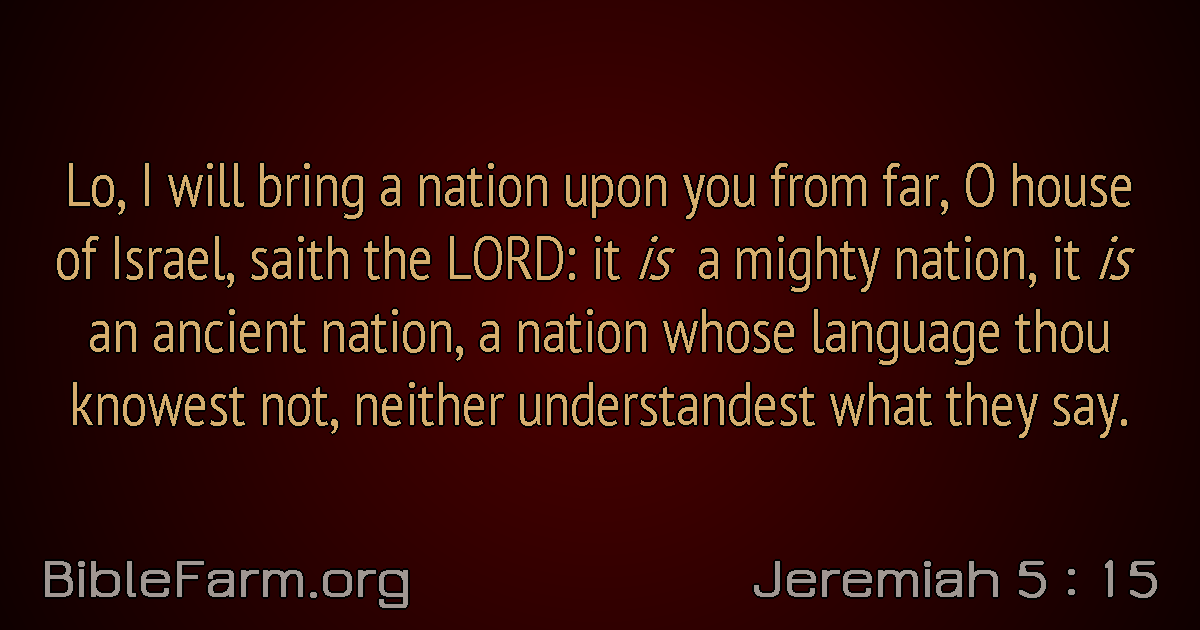 Lo, I will bring a nation upon you from far, O house
of Israel, saith the LORD: it is a mighty nation, it is
an ancient nation, a nation whose language thou
knowest not, neither understandest what they say.
BibleFarm.org
Jeremiah 5 : 15